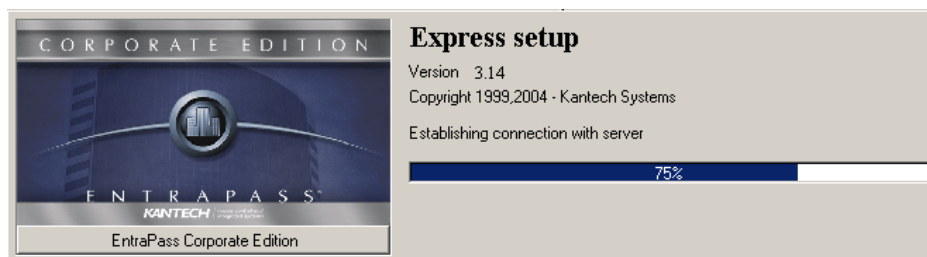 CORPORATE EDITION
ENTRAPASS
KANTECH
EntraPass Corporate Edition
Express setup
Version 3.14
Copyright 1999,2004 - Kantech Systems
Establishing connection with server
75%